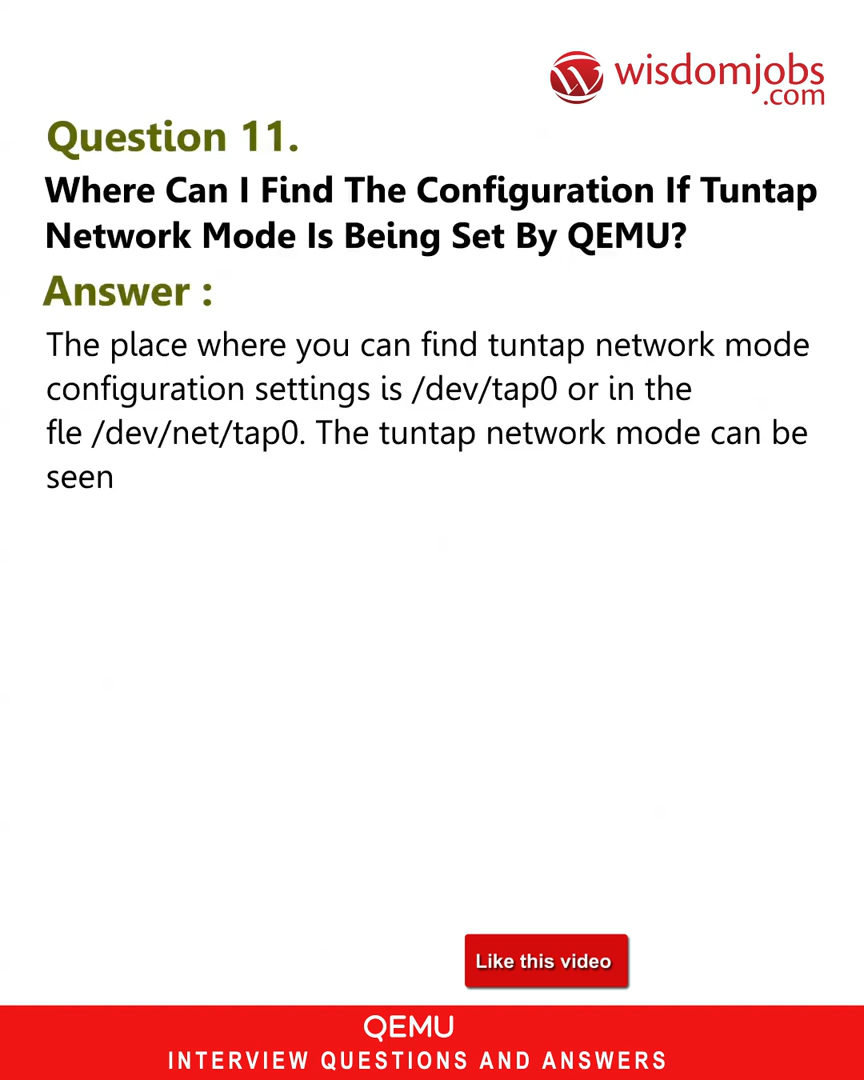 wisdomjobs
.com
Question 11.
Where Can I Find The Configuration If Tuntap
Network Mode Is Being Set By QEMU?
Answer :
The place where you can find tuntap network mode
configuration settings is /dev/tap0 or in the
fle /dev/net/tap0. The tuntap network mode can be
seen
Like this video
QEMU
INTERVIEW QUESTIONS AND ANSWERS